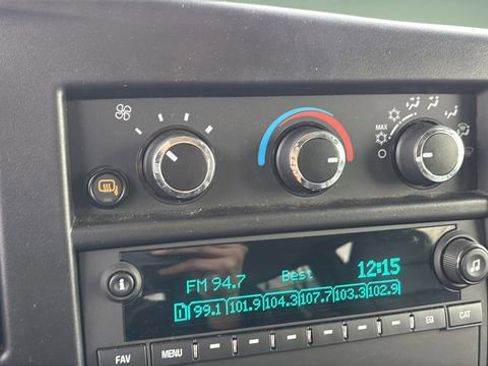 MAX
FM 94.7 Best 12:15
1 99.1 101.9 104.3 107.7 103.3 102.9
i
FAV MENU EQ CAT